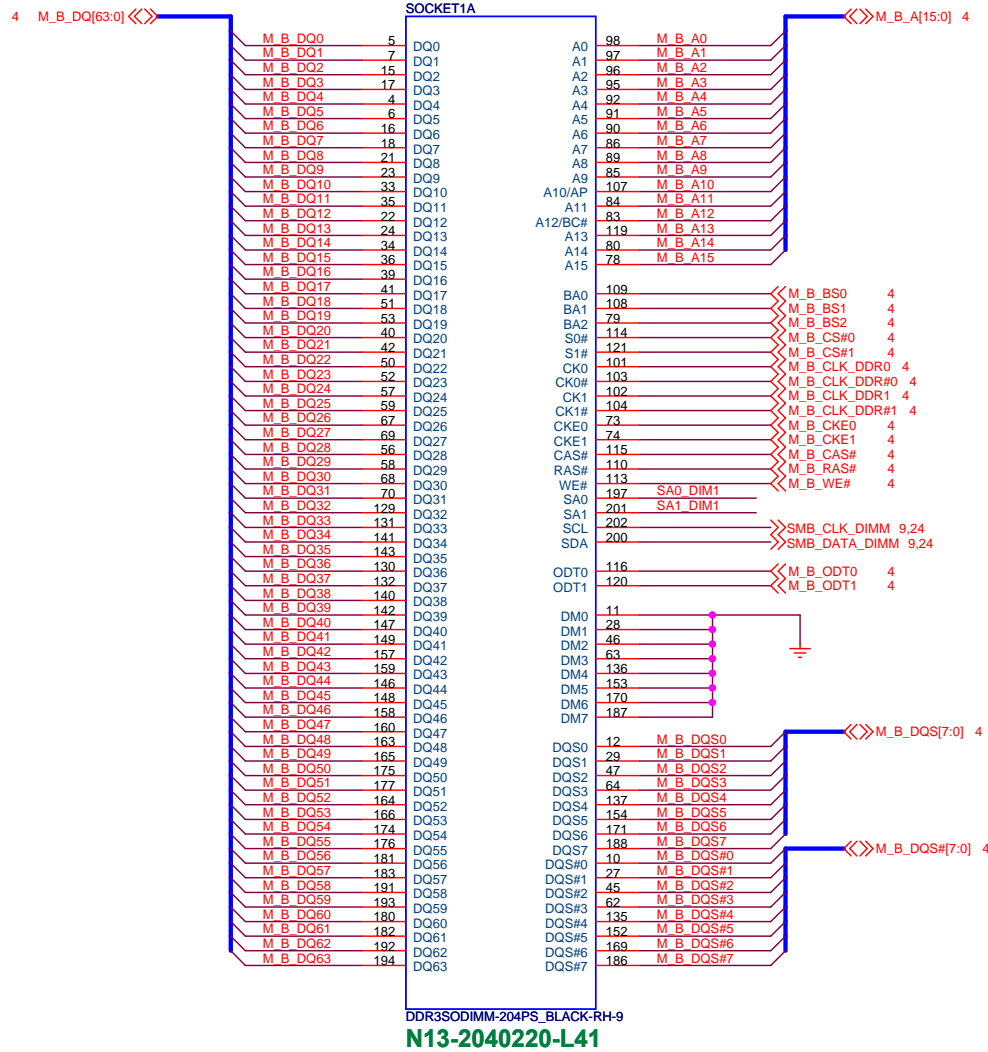 SOCKET1A
4 M_B_DQ[63:0] M_B_A[15:0] 4
M_B_DQ0 5 DQ0 A0 98 M_B_A0
M_B_DQ1 7 DQ1 A1 97 M_B_A1
M_B_DQ2 15 DQ2 A2 96 M_B_A2
M_B_DQ3 17 DQ3 A3 95 M_B_A3
M_B_DQ4 4 DQ4 A4 92 M_B_A4
M_B_DQ5 6 DQ5 A5 91 M_B_A5
M_B_DQ6 16 DQ6 A6 90 M_B_A6
M_B_DQ7 18 DQ7 A7 86 M_B_A7
M_B_DQ8 21 DQ8 A8 89 M_B_A8
M_B_DQ9 23 DQ9 A9 85 M_B_A9
M_B_DQ10 33 DQ10 A10/AP 107 M_B_A10
M_B_DQ11 35 DQ11 A11 84 M_B_A11
M_B_DQ12 22 DQ12 A12/BC# 83 M_B_A12
M_B_DQ13 24 DQ13 A13 119 M_B_A13
M_B_DQ14 34 DQ14 A14 80 M_B_A14
M_B_DQ15 36 DQ15 A15 78 M_B_A15
M_B_DQ16 39 DQ16
M_B_DQ17 41 DQ17 BA0 109 M_B_BS0 4
M_B_DQ18 51 DQ18 BA1 108 M_B_BS1 4
M_B_DQ19 53 DQ19 BA2 79 M_B_BS2 4
M_B_DQ20 40 DQ20 S0# 114 M_B_CS#0 4
M_B_DQ21 42 DQ21 S1# 121 M_B_CS#1 4
M_B_DQ22 50 DQ22 CK0 101 M_B_CLK_DDR0 4
M_B_DQ23 52 DQ23 CK0# 103 M_B_CLK_DDR#0 4
M_B_DQ24 57 DQ24 CK1 102 M_B_CLK_DDR1 4
M_B_DQ25 59 DQ25 CK1# 104 M_B_CLK_DDR#1 4
M_B_DQ26 67 DQ26 CKE0 73 M_B_CKE0 4
M_B_DQ27 69 DQ27 CKE1 74 M_B_CKE1 4
M_B_DQ28 56 DQ28 CAS# 115 M_B_CAS# 4
M_B_DQ29 58 DQ29 RAS# 110 M_B_RAS# 4
M_B_DQ30 68 DQ30 WE# 113 M_B_WE# 4
M_B_DQ31 70 DQ31 SA0 197 SA0_DIM1
M_B_DQ32 129 DQ32 SA1 201 SA1_DIM1
M_B_DQ33 131 DQ33 SCL 202 SMB_CLK_DIMM 9,24
M_B_DQ34 141 DQ34 SDA 200 SMB_DATA_DIMM 9,24
M_B_DQ35 143 DQ35
M_B_DQ36 130 DQ36 ODT0 116 M_B_ODT0 4
M_B_DQ37 132 DQ37 ODT1 120 M_B_ODT1 4
M_B_DQ38 140 DQ38
M_B_DQ39 142 DQ39 DM0 11
M_B_DQ40 147 DQ40 DM1 28
M_B_DQ41 149 DQ41 DM2 46
M_B_DQ42 157 DQ42 DM3 63
M_B_DQ43 159 DQ43 DM4 136
M_B_DQ44 146 DQ44 DM5 153
M_B_DQ45 148 DQ45 DM6 170
M_B_DQ46 158 DQ46 DM7 187
M_B_DQ47 160 DQ47 M_B_DQS[7:0] 4
M_B_DQ48 163 DQ48 DQS0 12 M_B_DQS0
M_B_DQ49 165 DQ49 DQS1 29 M_B_DQS1
M_B_DQ50 175 DQ50 DQS2 47 M_B_DQS2
M_B_DQ51 177 DQ51 DQS3 64 M_B_DQS3
M_B_DQ52 164 DQ52 DQS4 137 M_B_DQS4
M_B_DQ53 166 DQ53 DQS5 154 M_B_DQS5
M_B_DQ54 174 DQ54 DQS6 171 M_B_DQS6
M_B_DQ55 176 DQ55 DQS7 188 M_B_DQS7
M_B_DQ56 181 DQ56 DQS#0 10 M_B_DQS#0 M_B_DQS#[7:0] 4
M_B_DQ57 183 DQ57 DQS#1 27 M_B_DQS#1
M_B_DQ58 191 DQ58 DQS#2 45 M_B_DQS#2
M_B_DQ59 193 DQ59 DQS#3 62 M_B_DQS#3
M_B_DQ60 180 DQ60 DQS#4 135 M_B_DQS#4
M_B_DQ61 182 DQ61 DQS#5 152 M_B_DQS#5
M_B_DQ62 192 DQ62 DQS#6 169 M_B_DQS#6
M_B_DQ63 194 DQ63 DQS#7 186 M_B_DQS#7
DDR3SODIMM-204PS_BLACK-RH-9
N13-2040220-L41